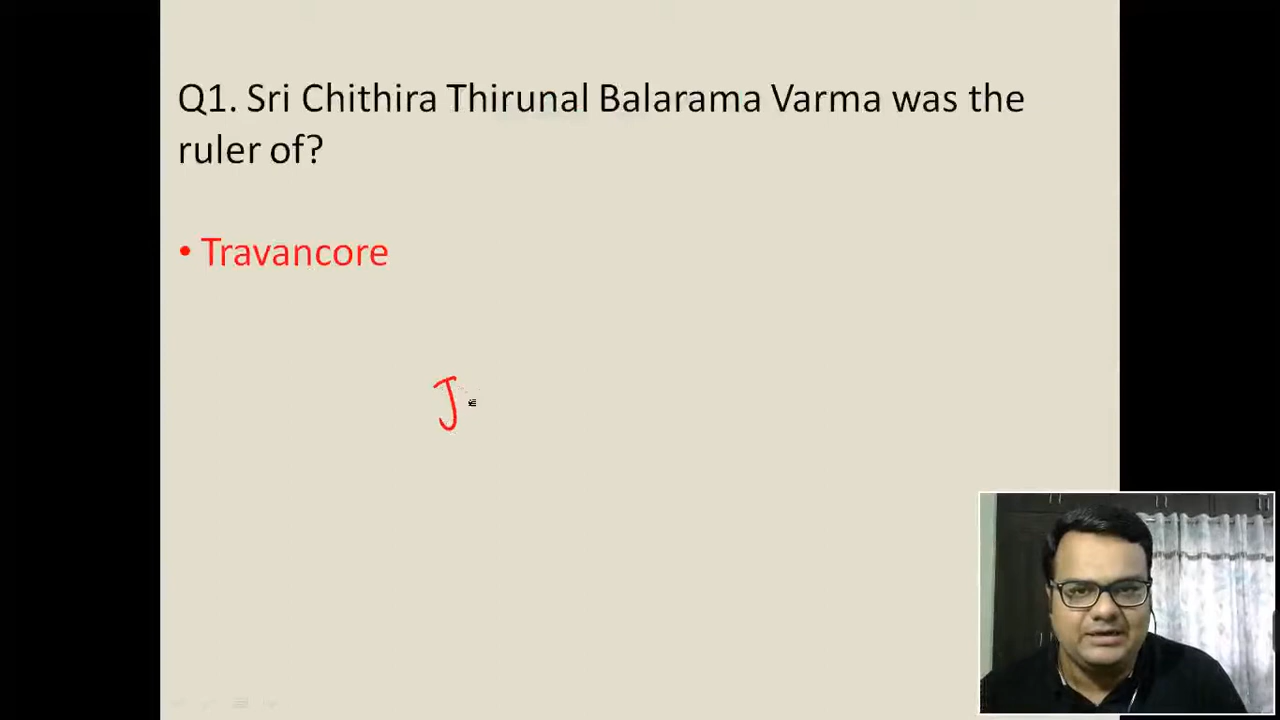 Q1. Sri Chithira Thirunal Balarama Varma was the
ruler of?
• Travancore
J